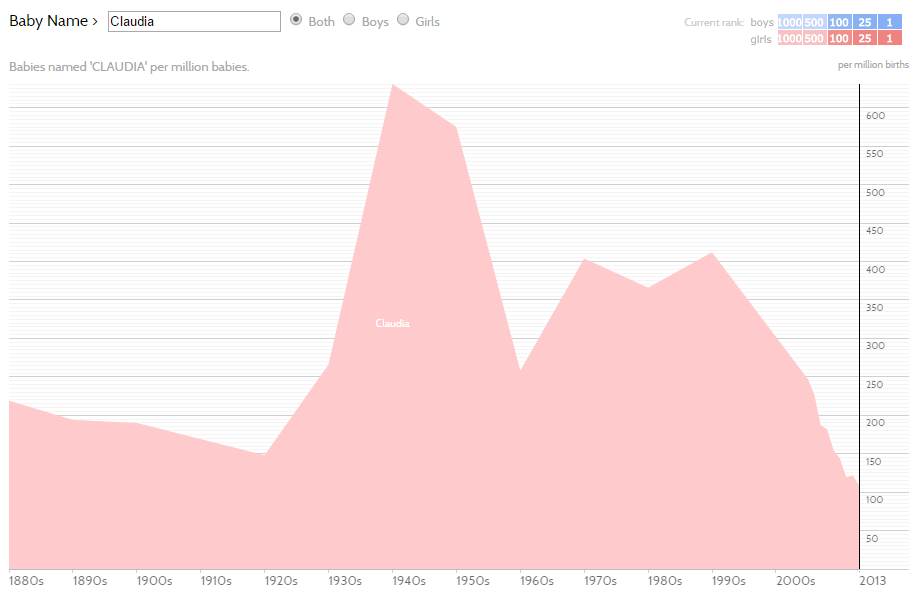 Baby Name › Claudia Both Boys Girls
Current rank: boys 1000 500 100 25 1
girls 1000 500 100 25 1
Babies named 'CLAUDIA' per million babies.
per million births
600
550
500
450
400
350
Claudia
300
250
200
150
100
50
1880s 1890s 1900s 1910s 1920s 1930s 1940s 1950s 1960s 1970s 1980s 1990s 2000s 2013